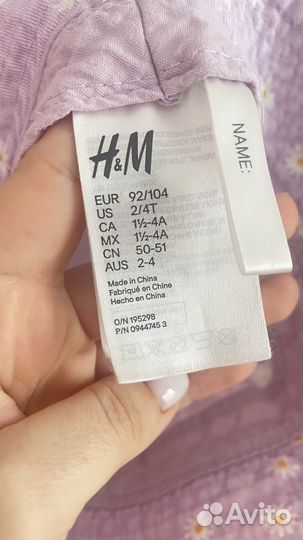 H&M
EUR 92/104
US 2/4T
CA 1½-4A
MX 1½-4A
CN 50-51
AUS 2-4
Made in China
Fabriqué en Chine
Hecho en China
O/N 195298
P/N 0944745 3
NAME:
Avito